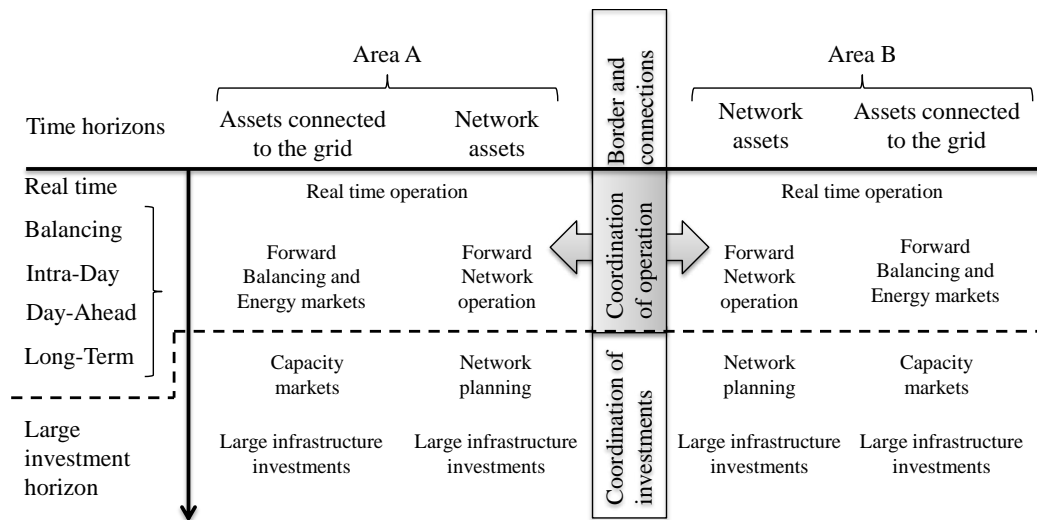 Area A
Area B
Border and
connections
Time horizons
Assets connected
to the grid
Network
assets
Network
assets
Assets connected
to the grid
Real time
Real time operation
Real time operation
Balancing
Intra-Day
Day-Ahead
Long-Term
Forward
Balancing and
Energy markets
Forward
Network
operation
Coordination
of operation
Forward
Network
operation
Forward
Balancing and
Energy markets
Capacity
markets
Network
planning
Coordination of
investments
Network
planning
Capacity
markets
Large
investment
horizon
Large infrastructure
investments
Large infrastructure
investments
Large infrastructure
investments
Large infrastructure
investments